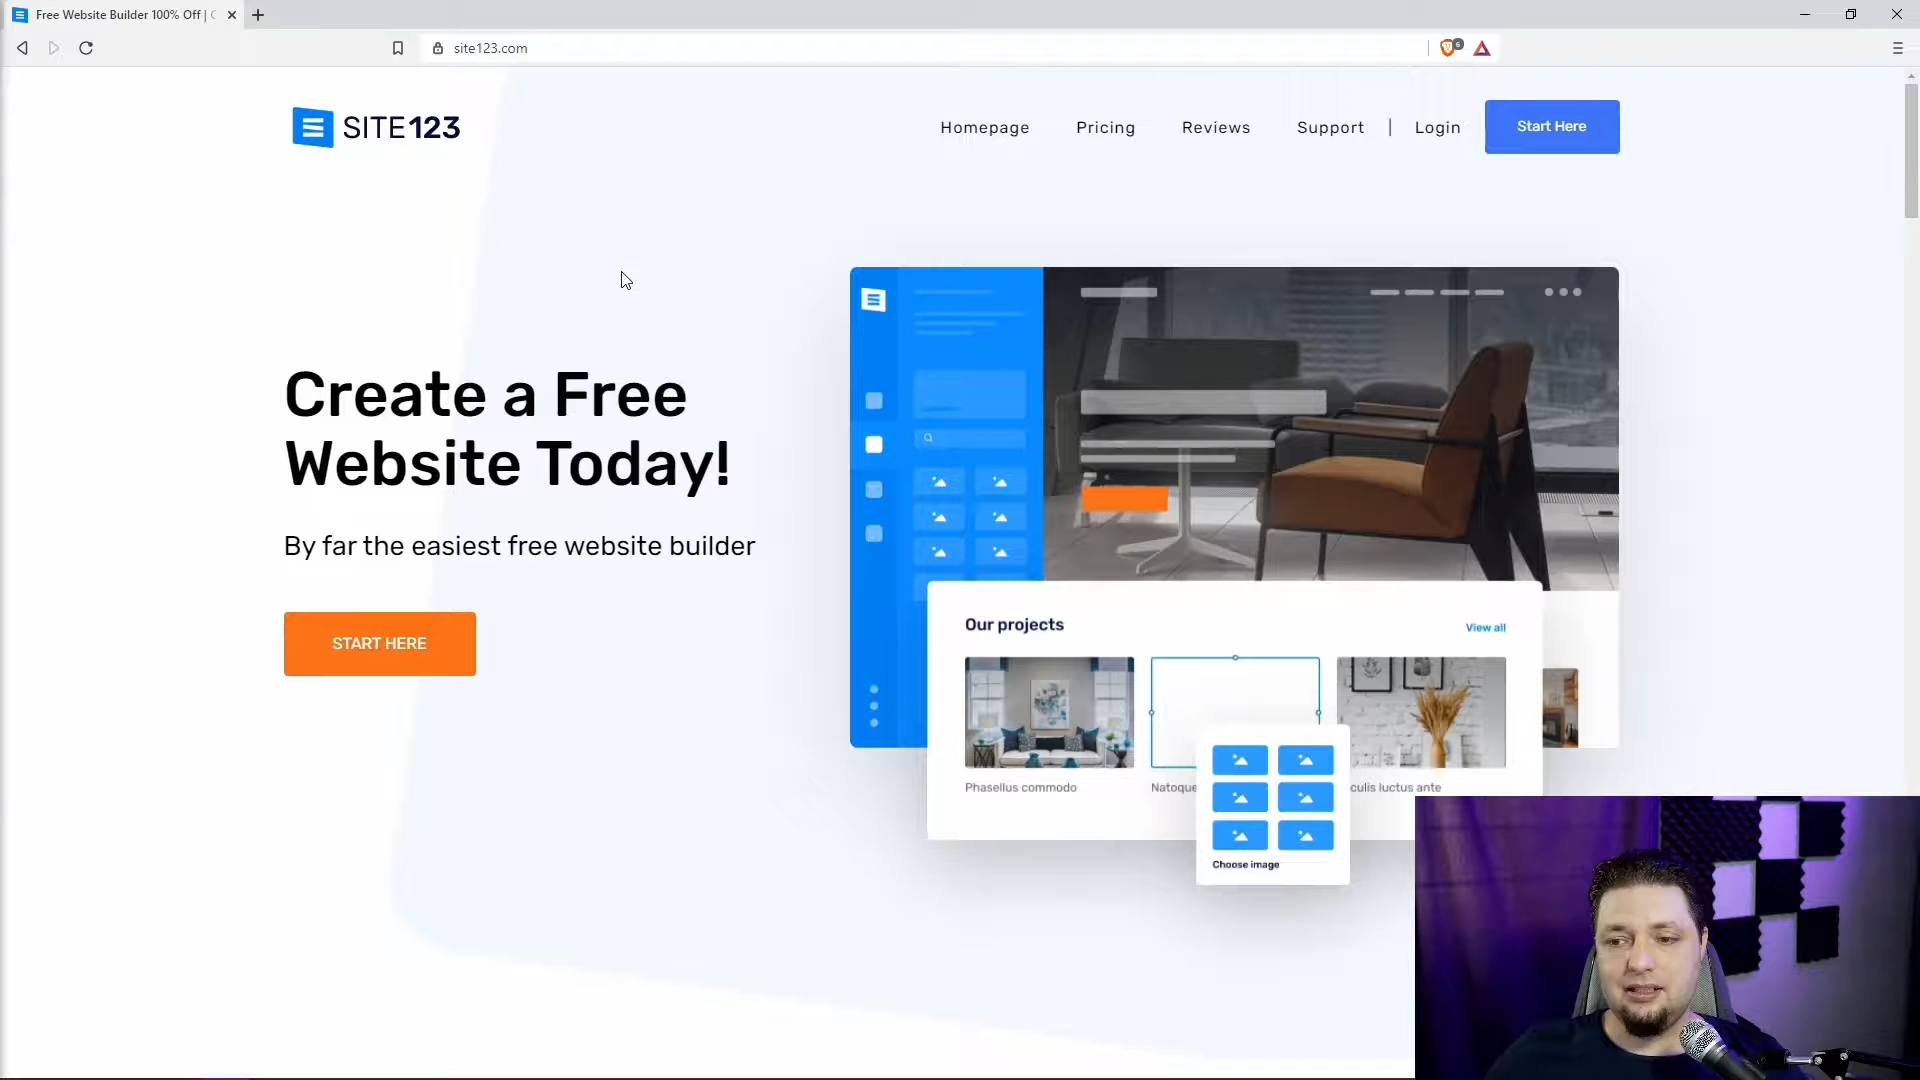 Free Website Builder 100% Off |
site123.com
6
SITE123
Homepage
Pricing
Reviews
Support
|
Login
Start Here
Create a Free
Website Today!
By far the easiest free website builder
START HERE
Our projects
View all
Phasellus commodo
Natoque
culis luctus ante
Choose image